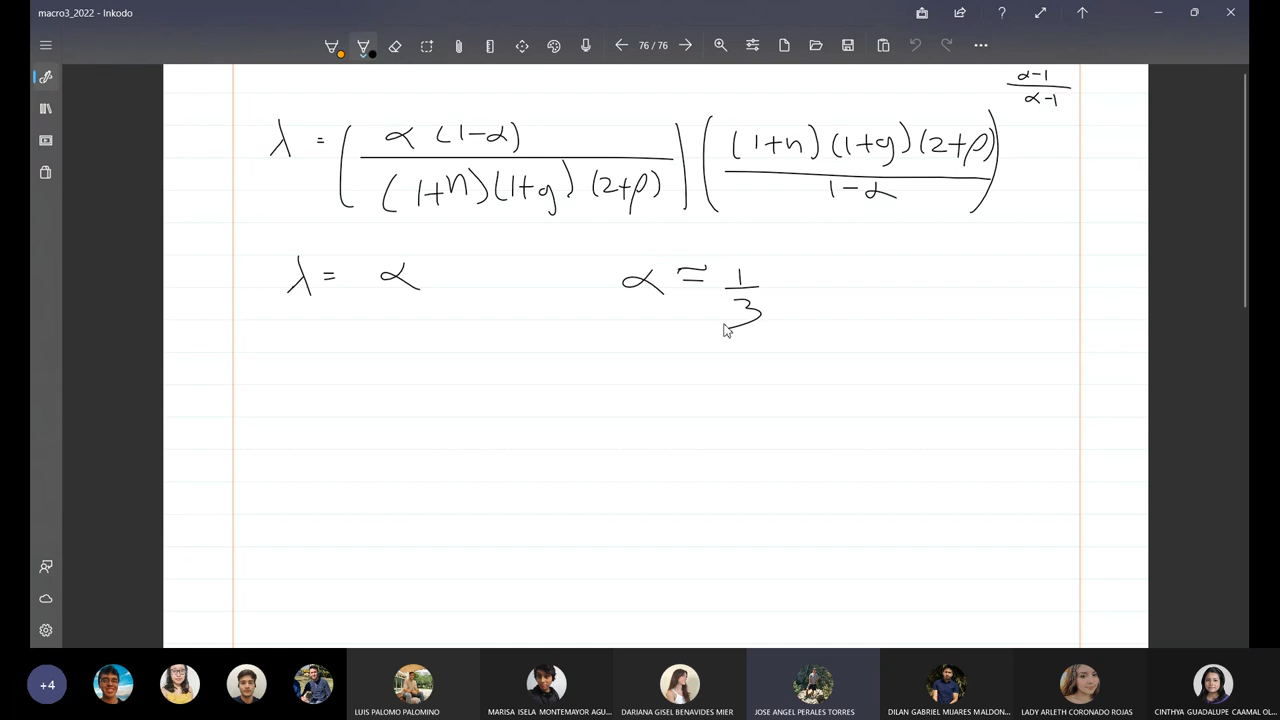 macro3_2022 - Inkodo
76 / 76
α-1
α-1
λ = ( α (1-α) / (1+n)(1+g)(2+ρ) ) ( (1+n)(1+g)(2+ρ) / 1-α )
λ = α α ≅ 1/3
+4
LUIS PALOMO PALOMINO
MARISA ISELA MONTEMAYOR AGU...
DARIANA GISEL BENAVIDES MIER
JOSE ANGEL PERALES TORRES
DILAN GABRIEL MIJARES MALDON...
LADY ARLETH CORONADO ROJAS
CINTHYA GUADALUPE CAAMAL OL...